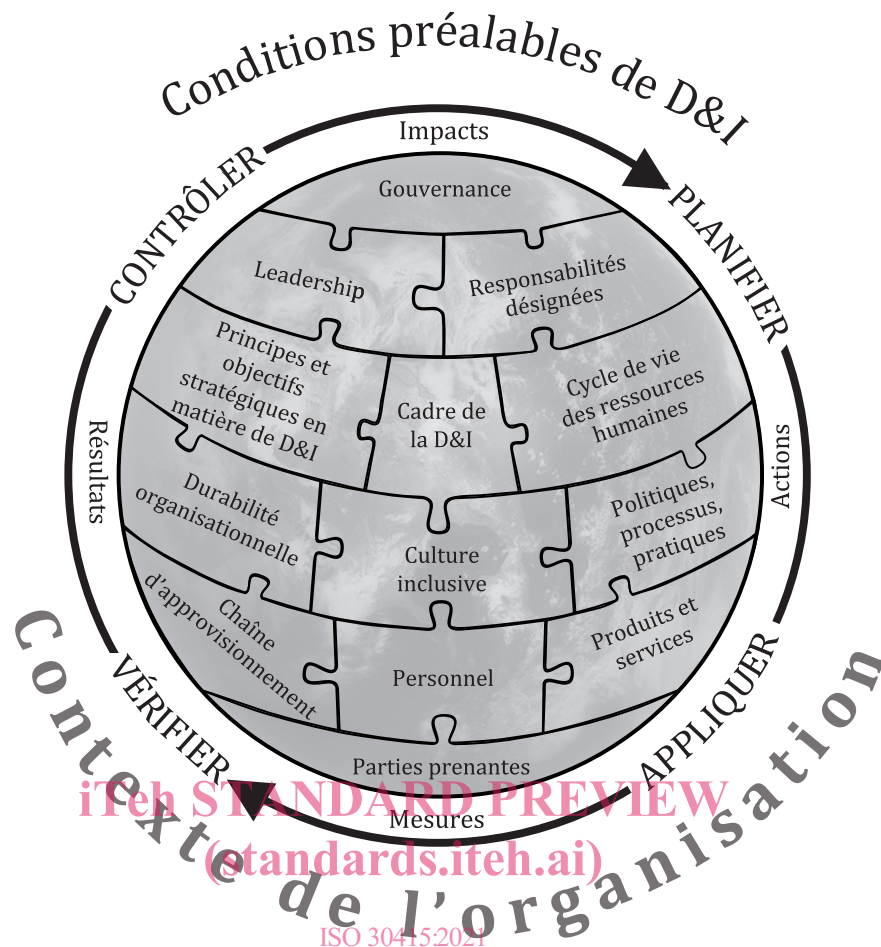 Conditions préalables de D&I
Impacts
CONTRÔLER
PLANIFIER
Gouvernance
Leadership
Responsabilités
désignées
Principes et
objectifs
stratégiques en
matière de D&I
Cadre de
la D&I
Cycle de vie
des ressources
humaines
Résultats
Actions
Durabilité
organisationnelle
Culture
inclusive
Politiques,
processus,
pratiques
Chaîne
d'approvisionnement
Personnel
Produits et
services
VÉRIFIER
APPLIQUER
Parties prenantes
Mesures
Contexte de l'organisation
iTeh STANDARD PREVIEW
(standards.iteh.ai)
ISO 30415:2021